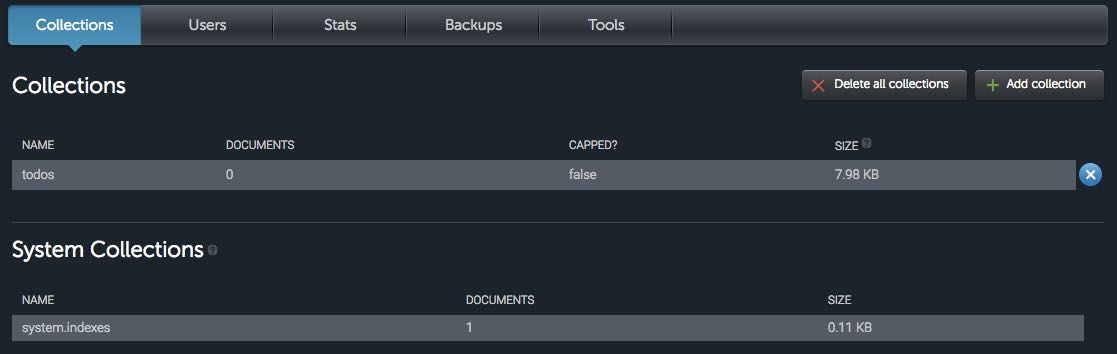 Collections Users Stats Backups Tools
Collections
Delete all collections Add collection
NAME DOCUMENTS CAPPED? SIZE ?
todos 0 false 7.98 KB
System Collections ?
NAME DOCUMENTS SIZE
system.indexes 1 0.11 KB